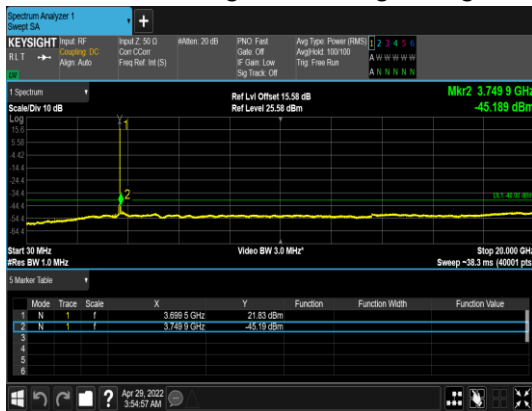 Spectrum Analyzer 1
Swept SA
KEYSIGHT Input: RF Input Z: 50 Ω #Atten: 20 dB PNO: Fast Avg Type: Power (RMS) 1 2 3 4 5 6
RLT Coupling: DC Corr CCorr Gate: Off Avg|Hold: 100/100 A W W W W W
Align: Auto Freq Ref: Int (S) IF Gain: Low Trig: Free Run
Sig Track: Off A N N N N N
1 Spectrum Ref Lvl Offset 15.58 dB Mkr2 3.749 9 GHz
Scale/Div 10 dB Ref Level 25.58 dBm -45.189 dBm
Log
15.6
5.58
-4.42
-14.4
-24.4
-34.4
-44.4
-54.4
-64.4
1
2
DL1 -40.00 dBm
Start 30 MHz Video BW 3.0 MHz* Stop 20.000 GHz
#Res BW 1.0 MHz Sweep ~38.3 ms (40001 pts)
5 Marker Table
Mode Trace Scale X Y Function Function Width Function Value
1 N 1 f 3.699 5 GHz 21.83 dBm
2 N 1 f 3.749 9 GHz -45.19 dBm
3
4
5
6
Apr 29, 2022
3:54:57 AM